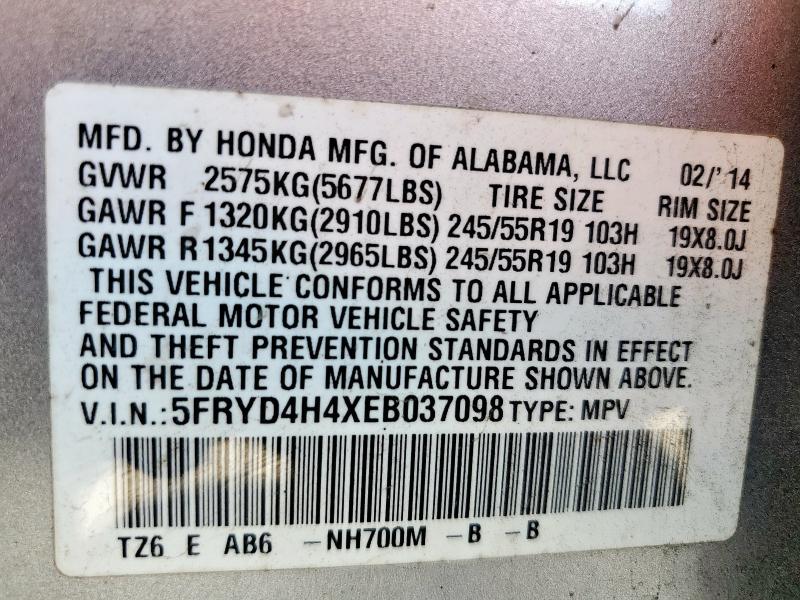 MFD. BY HONDA MFG. OF ALABAMA, LLC 02/'14
GVWR 2575KG(5677LBS) TIRE SIZE RIM SIZE
GAWR F 1320KG(2910LBS) 245/55R19 103H 19X8.0J
GAWR R1345KG(2965LBS) 245/55R19 103H 19X8.0J
THIS VEHICLE CONFORMS TO ALL APPLICABLE
FEDERAL MOTOR VEHICLE SAFETY
AND THEFT PREVENTION STANDARDS IN EFFECT
ON THE DATE OF MANUFACTURE SHOWN ABOVE.
V.I.N.: 5FRYD4H4XEB037098 TYPE: MPV
TZ6 E AB6 -NH700M -B -B